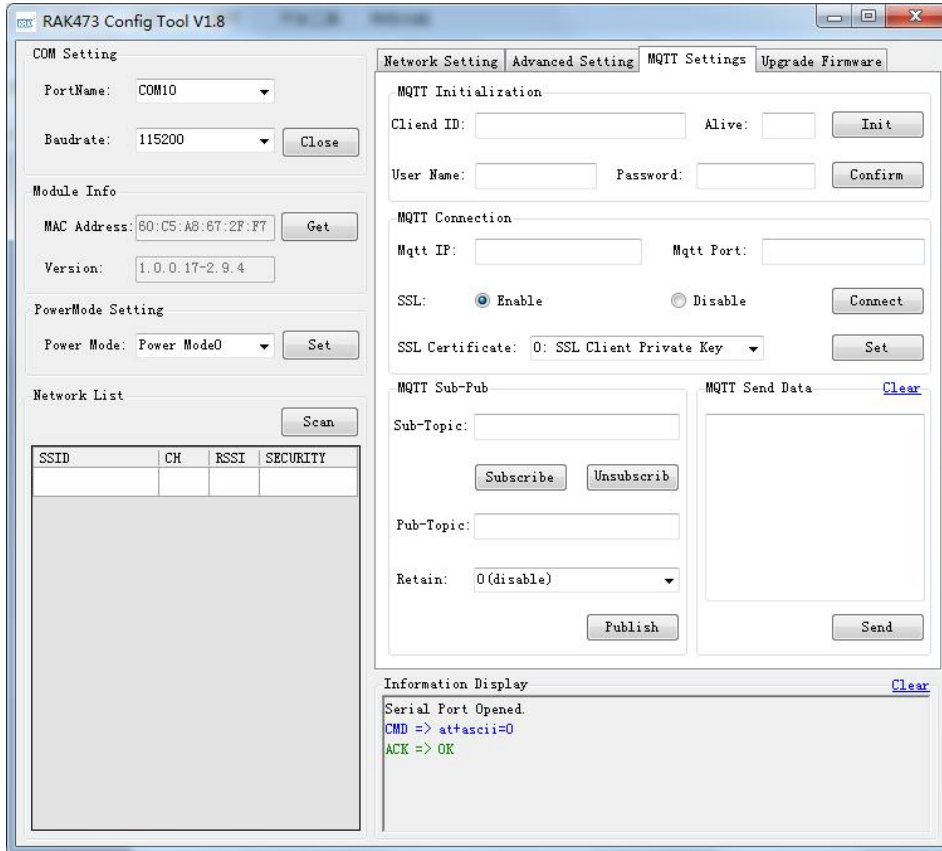 RAK473 Config Tool V1.8
COM Setting
PortName: COM10
Baudrate: 115200 Close
Module Info
MAC Address: 60:C5:A8:67:2F:F7 Get
Version: 1.0.0.17-2.9.4
PowerMode Setting
Power Mode: Power Mode0 Set
Network List
Scan
SSID CH RSSI SECURITY
Network Setting Advanced Setting MQTT Settings Upgrade Firmware
MQTT Initialization
Cliend ID: Alive: Init
User Name: Password: Confirm
MQTT Connection
Mqtt IP: Mqtt Port:
SSL: Enable Disable Connect
SSL Certificate: 0: SSL Client Private Key Set
MQTT Sub-Pub
Sub-Topic:
Subscribe Unsubscrib
Pub-Topic:
Retain: 0(disable)
Publish
MQTT Send Data Clear
Send
Information Display Clear
Serial Port Opened.
CMD => at+ascii=0
ACK => OK